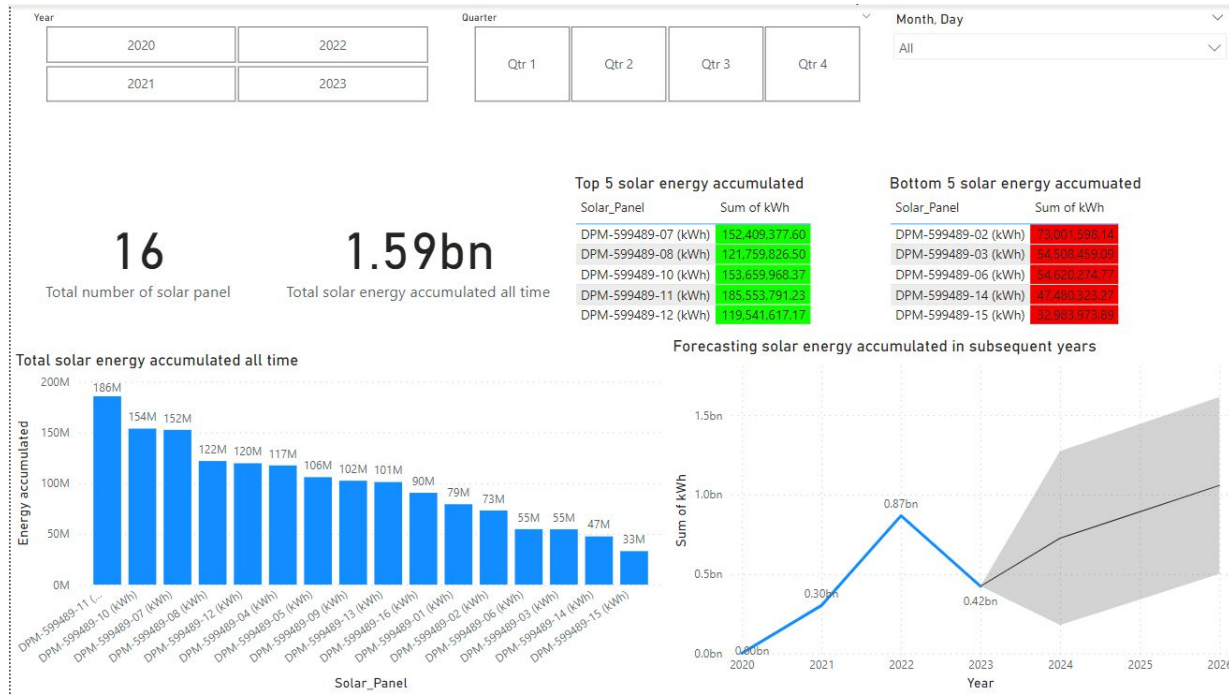 Year
2020
2022
2021
2023
Quarter
Qtr 1
Qtr 2
Qtr 3
Qtr 4
Month, Day
All
16
Total number of solar panel
1.59bn
Total solar energy accumulated all time
Top 5 solar energy accumulated
Solar_Panel Sum of kWh
DPM-599489-07 (kWh) 152,409,377.60
DPM-599489-08 (kWh) 121,759,826.50
DPM-599489-10 (kWh) 153,659,968.37
DPM-599489-11 (kWh) 185,553,791.23
DPM-599489-12 (kWh) 119,541,617.17
Bottom 5 solar energy accumuated
Solar_Panel Sum of kWh
DPM-599489-02 (kWh) 73,001,598.14
DPM-599489-03 (kWh) 54,508,459.09
DPM-599489-06 (kWh) 54,620,274.77
DPM-599489-14 (kWh) 47,480,323.27
DPM-599489-15 (kWh) 32,983,973.89
Total solar energy accumulated all time
Energy accumulated
200M
150M
100M
50M
0M
186M
154M
152M
122M
120M
117M
106M
102M
101M
90M
79M
73M
55M
55M
47M
33M
DPM-599489-11 (...
DPM-599489-10 (kWh)
DPM-599489-07 (kWh)
DPM-599489-08 (kWh)
DPM-599489-12 (kWh)
DPM-599489-04 (kWh)
DPM-599489-05 (kWh)
DPM-599489-09 (kWh)
DPM-599489-13 (kWh)
DPM-599489-16 (kWh)
DPM-599489-01 (kWh)
DPM-599489-02 (kWh)
DPM-599489-06 (kWh)
DPM-599489-03 (kWh)
DPM-599489-14 (kWh)
DPM-599489-15 (kWh)
Solar_Panel
Forecasting solar energy accumulated in subsequent years
Sum of kWh
1.5bn
1.0bn
0.5bn
0.0bn
0.00bn
0.30bn
0.87bn
0.42bn
2020
2021
2022
2023
2024
2025
2026
Year